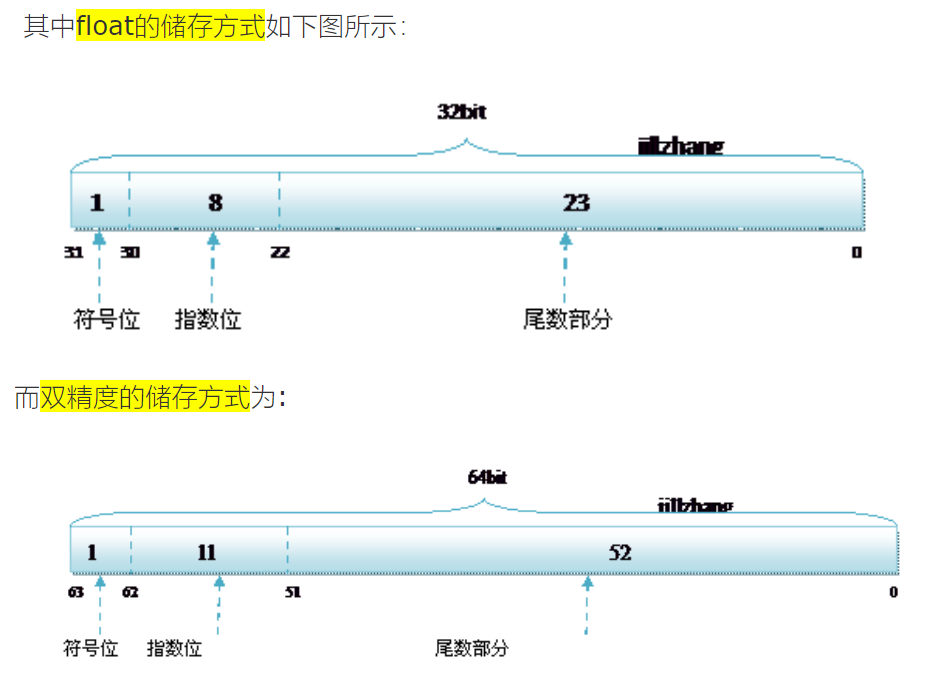 其中float的储存方式如下图所示：
32bit
jillzhang
1 8 23
31 30 22 0
符号位 指数位 尾数部分
而双精度的储存方式为：
64bit
jillzhang
1 11 52
63 62 51 0
符号位 指数位 尾数部分